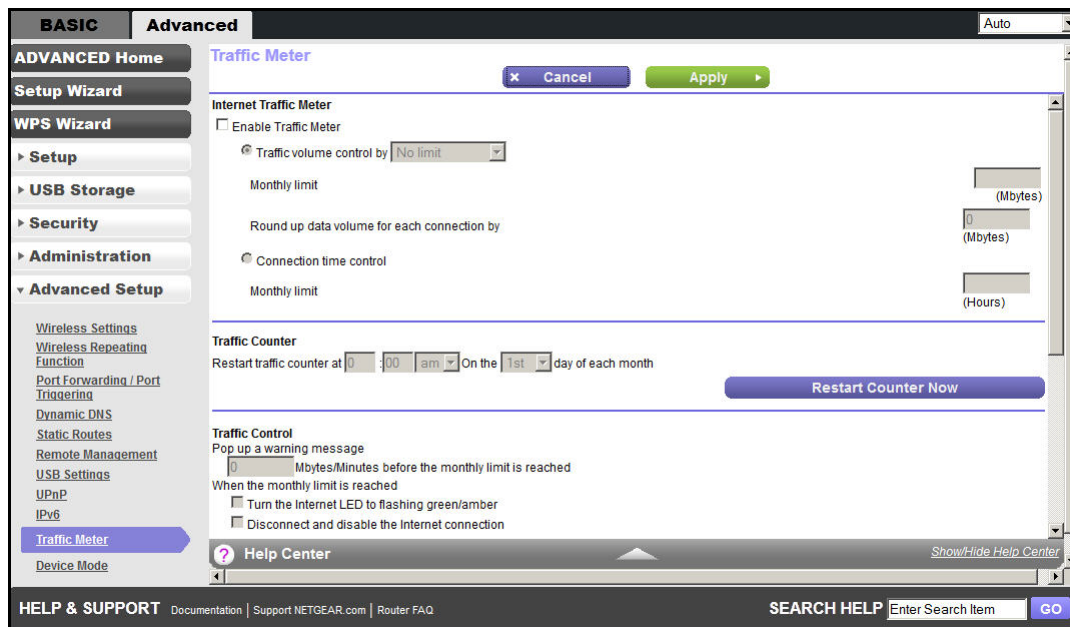 BASIC
Advanced
Auto
ADVANCED Home
Setup Wizard
WPS Wizard
Setup
USB Storage
Security
Administration
Advanced Setup
Wireless Settings
Wireless Repeating
Function
Port Forwarding / Port
Triggering
Dynamic DNS
Static Routes
Remote Management
USB Settings
UPnP
IPv6
Traffic Meter
Device Mode
Traffic Meter
x Cancel
Apply
Internet Traffic Meter
Enable Traffic Meter
Traffic volume control by No limit
Monthly limit
(Mbytes)
Round up data volume for each connection by 0
(Mbytes)
Connection time control
Monthly limit
(Hours)
Traffic Counter
Restart traffic counter at 0 :00 am On the 1st day of each month
Restart Counter Now
Traffic Control
Pop up a warning message
0 Mbytes/Minutes before the monthly limit is reached
When the monthly limit is reached
Turn the Internet LED to flashing green/amber
Disconnect and disable the Internet connection
? Help Center
Show/Hide Help Center
HELP & SUPPORT Documentation | Support NETGEAR.com | Router FAQ
SEARCH HELP Enter Search Item GO